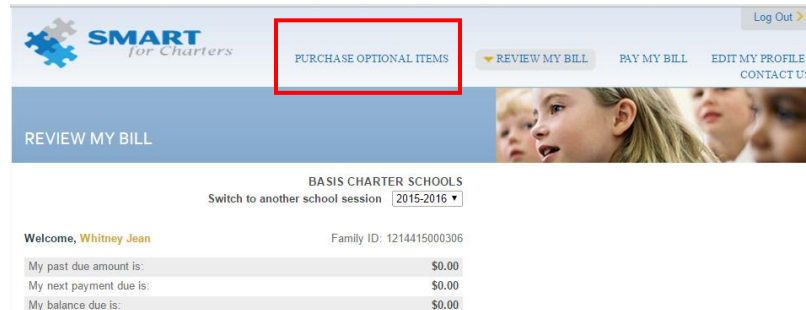 Log Out >
SMART
for Charters
PURCHASE OPTIONAL ITEMS
REVIEW MY BILL
PAY MY BILL
EDIT MY PROFILE
CONTACT US
REVIEW MY BILL
BASIS CHARTER SCHOOLS
Switch to another school session 2015-2016
Welcome, Whitney Jean Family ID: 1214415000306
My past due amount is: $0.00
My next payment due is: $0.00
My balance due is: $0.00